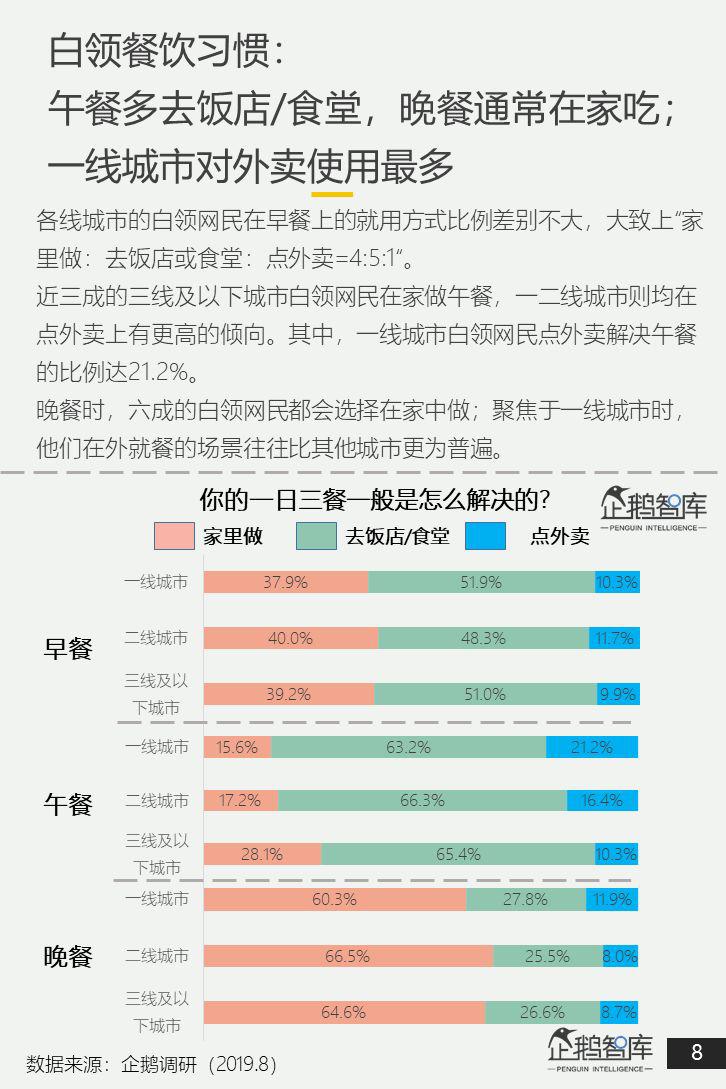 白领餐饮习惯：
午餐多去饭店/食堂，晚餐通常在家吃；
一线城市对外卖使用最多
各线城市的白领网民在早餐上的就用方式比例差别不大，大致上“家
里做：去饭店或食堂：点外卖=4:5:1“。
近三成的三线及以下城市白领网民在家做午餐，一二线城市则均在
点外卖上有更高的倾向。其中，一线城市白领网民点外卖解决午餐
的比例达21.2%。
晚餐时，六成的白领网民都会选择在家中做；聚焦于一线城市时，
他们在外就餐的场景往往比其他城市更为普遍。
你的一日三餐一般是怎么解决的?
企鹅智库
PENGUIN INTELLIGENCE
家里做 去饭店/食堂 点外卖
早餐
一线城市 37.9% 51.9% 10.3%
二线城市 40.0% 48.3% 11.7%
三线及以
下城市
39.2% 51.0% 9.9%
午餐
一线城市 15.6% 63.2% 21.2%
二线城市 17.2% 66.3% 16.4%
三线及以
下城市
28.1% 65.4% 10.3%
晚餐
一线城市 60.3% 27.8% 11.9%
二线城市 66.5% 25.5% 8.0%
三线及以
下城市
64.6% 26.6% 8.7%
企鹅智库
PENGUIN INTELLIGENCE
8
数据来源：企鹅调研（2019.8）